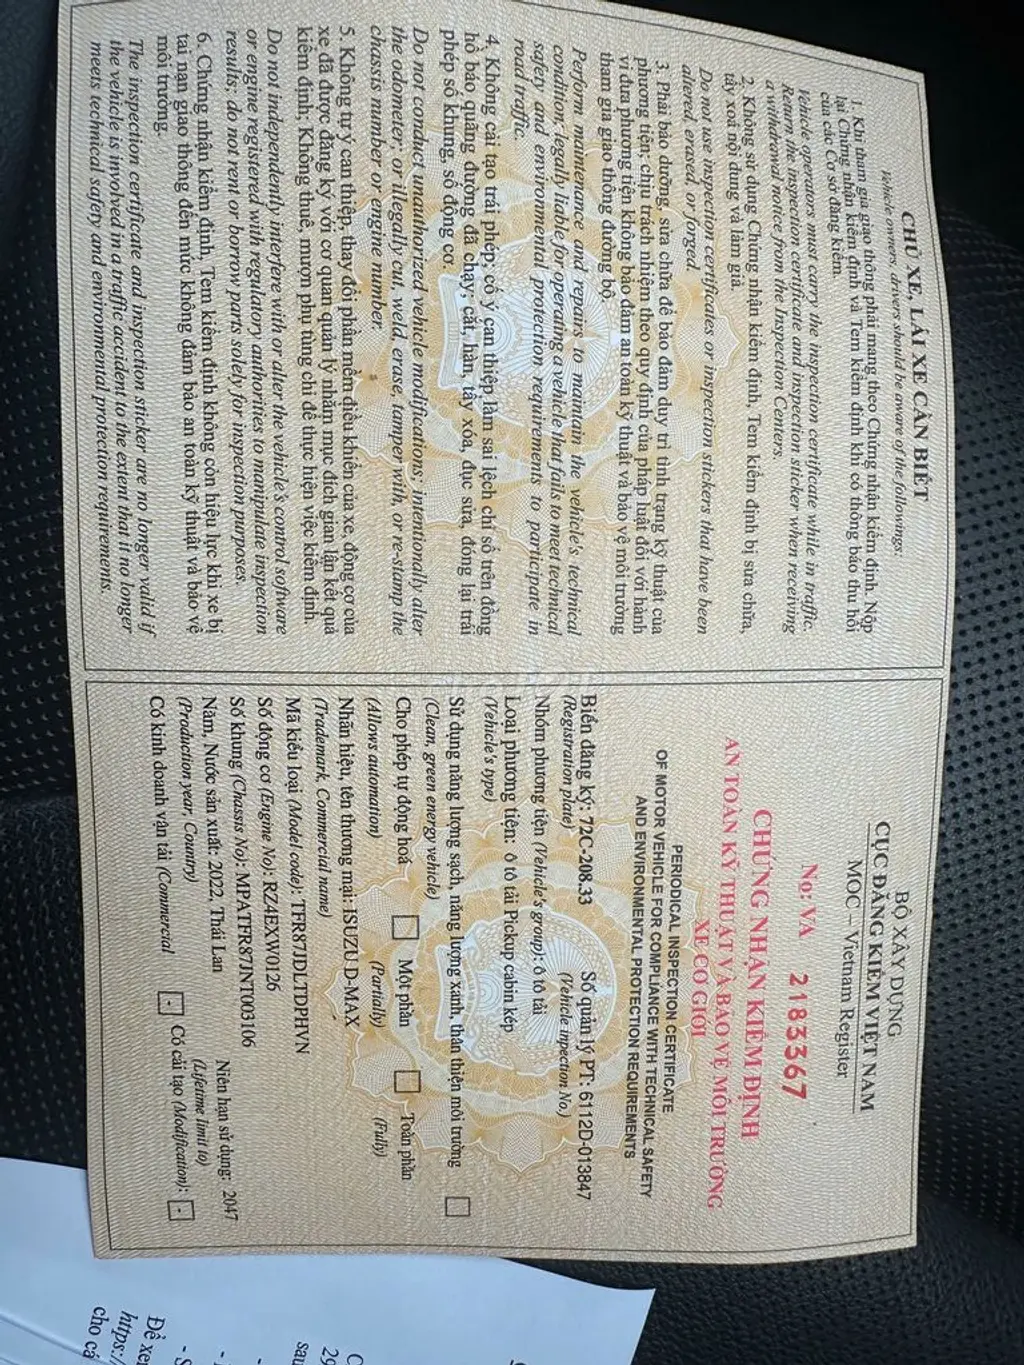 CHỦ XE, LÁI XE CẦN BIẾT
Vehicle owners, drivers should be aware of the followings:
1. Khi tham gia giao thông phải mang theo Chứng nhận kiểm định. Nộp
lại Chứng nhận kiểm định và Tem kiểm định khi có thông báo thu hồi
của các Cơ sở đăng kiểm.
Vehicle operators must carry the inspection certificate while in traffic.
Return the inspection certificate and inspection sticker when receiving
a withdrawal notice from the Inspection Centers.
2. Không sử dụng Chứng nhận kiểm định, Tem kiểm định bị sửa chữa,
tẩy xoá nội dung và làm giả.
Do not use inspection certificates or inspection stickers that have been
altered, erased, or forged.
3. Phải bảo dưỡng, sửa chữa để bảo đảm duy trì tình trạng kỹ thuật của
phương tiện; chịu trách nhiệm theo quy định của pháp luật đối với hành
vi đưa phương tiện không bảo đảm an toàn kỹ thuật và bảo vệ môi trường
tham gia giao thông đường bộ.
Perform maintenance and repairs to maintain the vehicle's technical
condition; legally liable for operating a vehicle that fails to meet technical
safety and environmental protection requirements to participate in
road traffic.
4. Không cải tạo trái phép; cố ý can thiệp làm sai lệch chỉ số trên đồng
hồ báo quãng đường đã chạy; cắt, hàn, tẩy xóa, đục sửa, đóng lại trái
phép số khung, số động cơ.
Do not conduct unauthorized vehicle modifications; intentionally alter
the odometer; or illegally cut, weld, erase, tamper with, or re-stamp the
chassis number or engine number.
5. Không tự ý can thiệp, thay đổi phần mềm điều khiển của xe, động cơ của
xe đã được đăng ký với cơ quan quản lý nhằm mục đích gian lận kết quả
kiểm định; Không thuê, mượn phụ tùng chỉ để thực hiện việc kiểm định.
Do not independently interfere with or alter the vehicle's control software
or engine registered with regulatory authorities to manipulate inspection
results; do not rent or borrow parts solely for inspection purposes.
6. Chứng nhận kiểm định, Tem kiểm định không còn hiệu lực khi xe bị
tai nạn giao thông đến mức không đảm bảo an toàn kỹ thuật và bảo vệ
môi trường.
The inspection certificate and inspection sticker are no longer valid if
the vehicle is involved in a traffic accident to the extent that it no longer
meets technical safety and environmental protection requirements.
BỘ XÂY DỰNG
CỤC ĐĂNG KIỂM VIỆT NAM
MOC – Vietnam Register
No: VA 2183367
CHỨNG NHẬN KIỂM ĐỊNH
AN TOÀN KỸ THUẬT VÀ BẢO VỆ MÔI TRƯỜNG
XE CƠ GIỚI
PERIODICAL INSPECTION CERTIFICATE
OF MOTOR VEHICLE FOR COMPLIANCE WITH TECHNICAL SAFETY
AND ENVIRONMENTAL PROTECTION REQUIREMENTS
Biển đăng ký: 72C-208.33 Số quản lý PT: 6112D-013847
(Registration plate) (Vehicle inpection No.)
Nhóm phương tiện (Vehicle's group): ô tô tải
Loại phương tiện: ô tô tải Pickup cabin kép
(Vehicle's type)
Sử dụng năng lượng sạch, năng lượng xanh, thân thiện môi trường
(Clean, green energy vehicle)
Cho phép tự động hoá Một phần Toàn phần
(Allows automation) (Partially) (Fully)
Nhãn hiệu, tên thương mại: ISUZU D-MAX
(Trademark, Commercial name)
Mã kiểu loại (Model code): TFR87JDLTDPHVN
Số động cơ (Engine No): RZ4EXW0126
Số khung (Chassis No): MPATFR87JNT003106
Năm, Nước sản xuất: 2022, Thái Lan Niên hạn sử dụng: 2047
(Production year, Country) (Lifetime limit to)
Có kinh doanh vận tải (Commercial - Có cải tạo (Modification): -
Để xe
https:/
cho cá